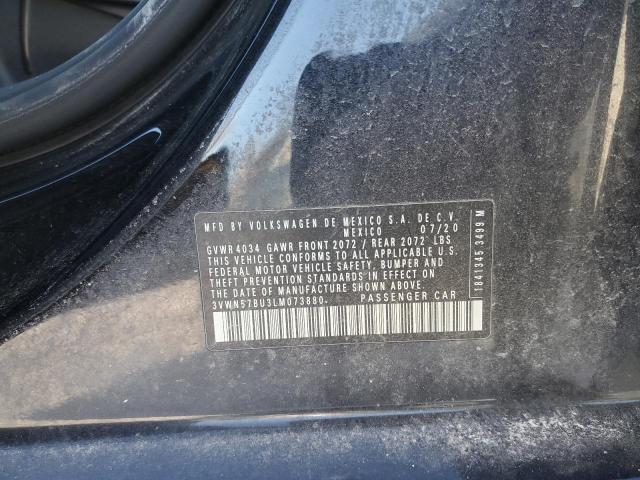 MFD BY VOLKSWAGEN DE MEXICO S.A. DE C.V.
MEXICO 07/20
GVWR 4034 GAWR FRONT 2072 / REAR 2072 LBS
THIS VEHICLE CONFORMS TO ALL APPLICABLE U.S.
FEDERAL MOTOR VEHICLE SAFETY, BUMPER AND
THEFT PREVENTION STANDARDS IN EFFECT ON
THE DATE OF MANUFACTURE SHOWN ABOVE.
3VWN57BU3LM073880. PASSENGER CAR
1841345 3499 M